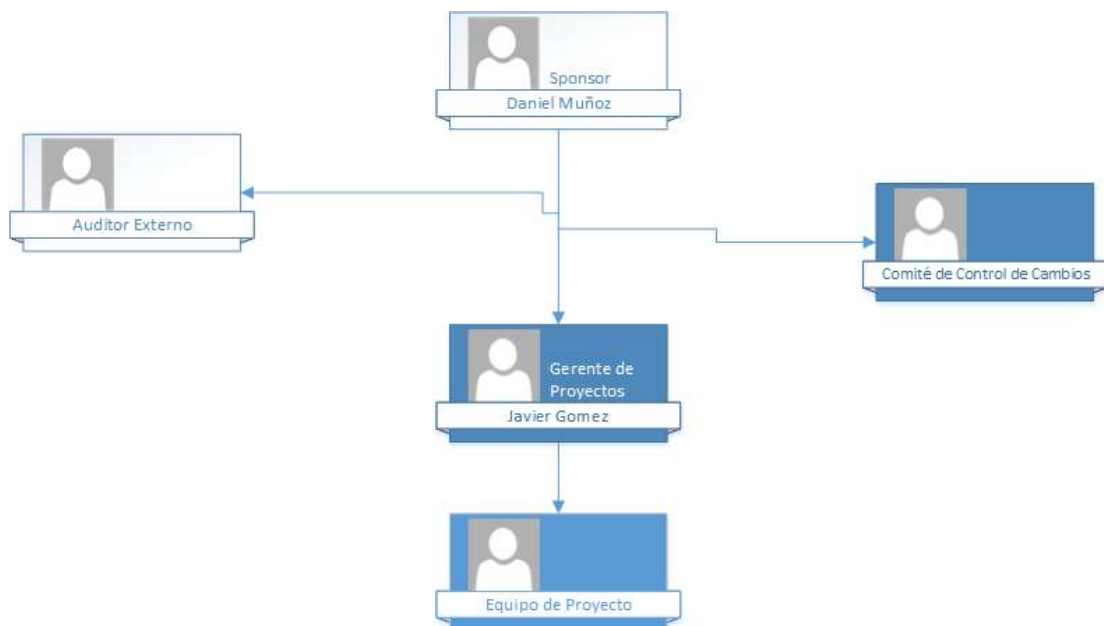 Sponsor
Daniel Muñoz
Auditor Externo
Comité de Control de Cambios
Gerente de
Proyectos
Javier Gomez
Equipo de Proyecto